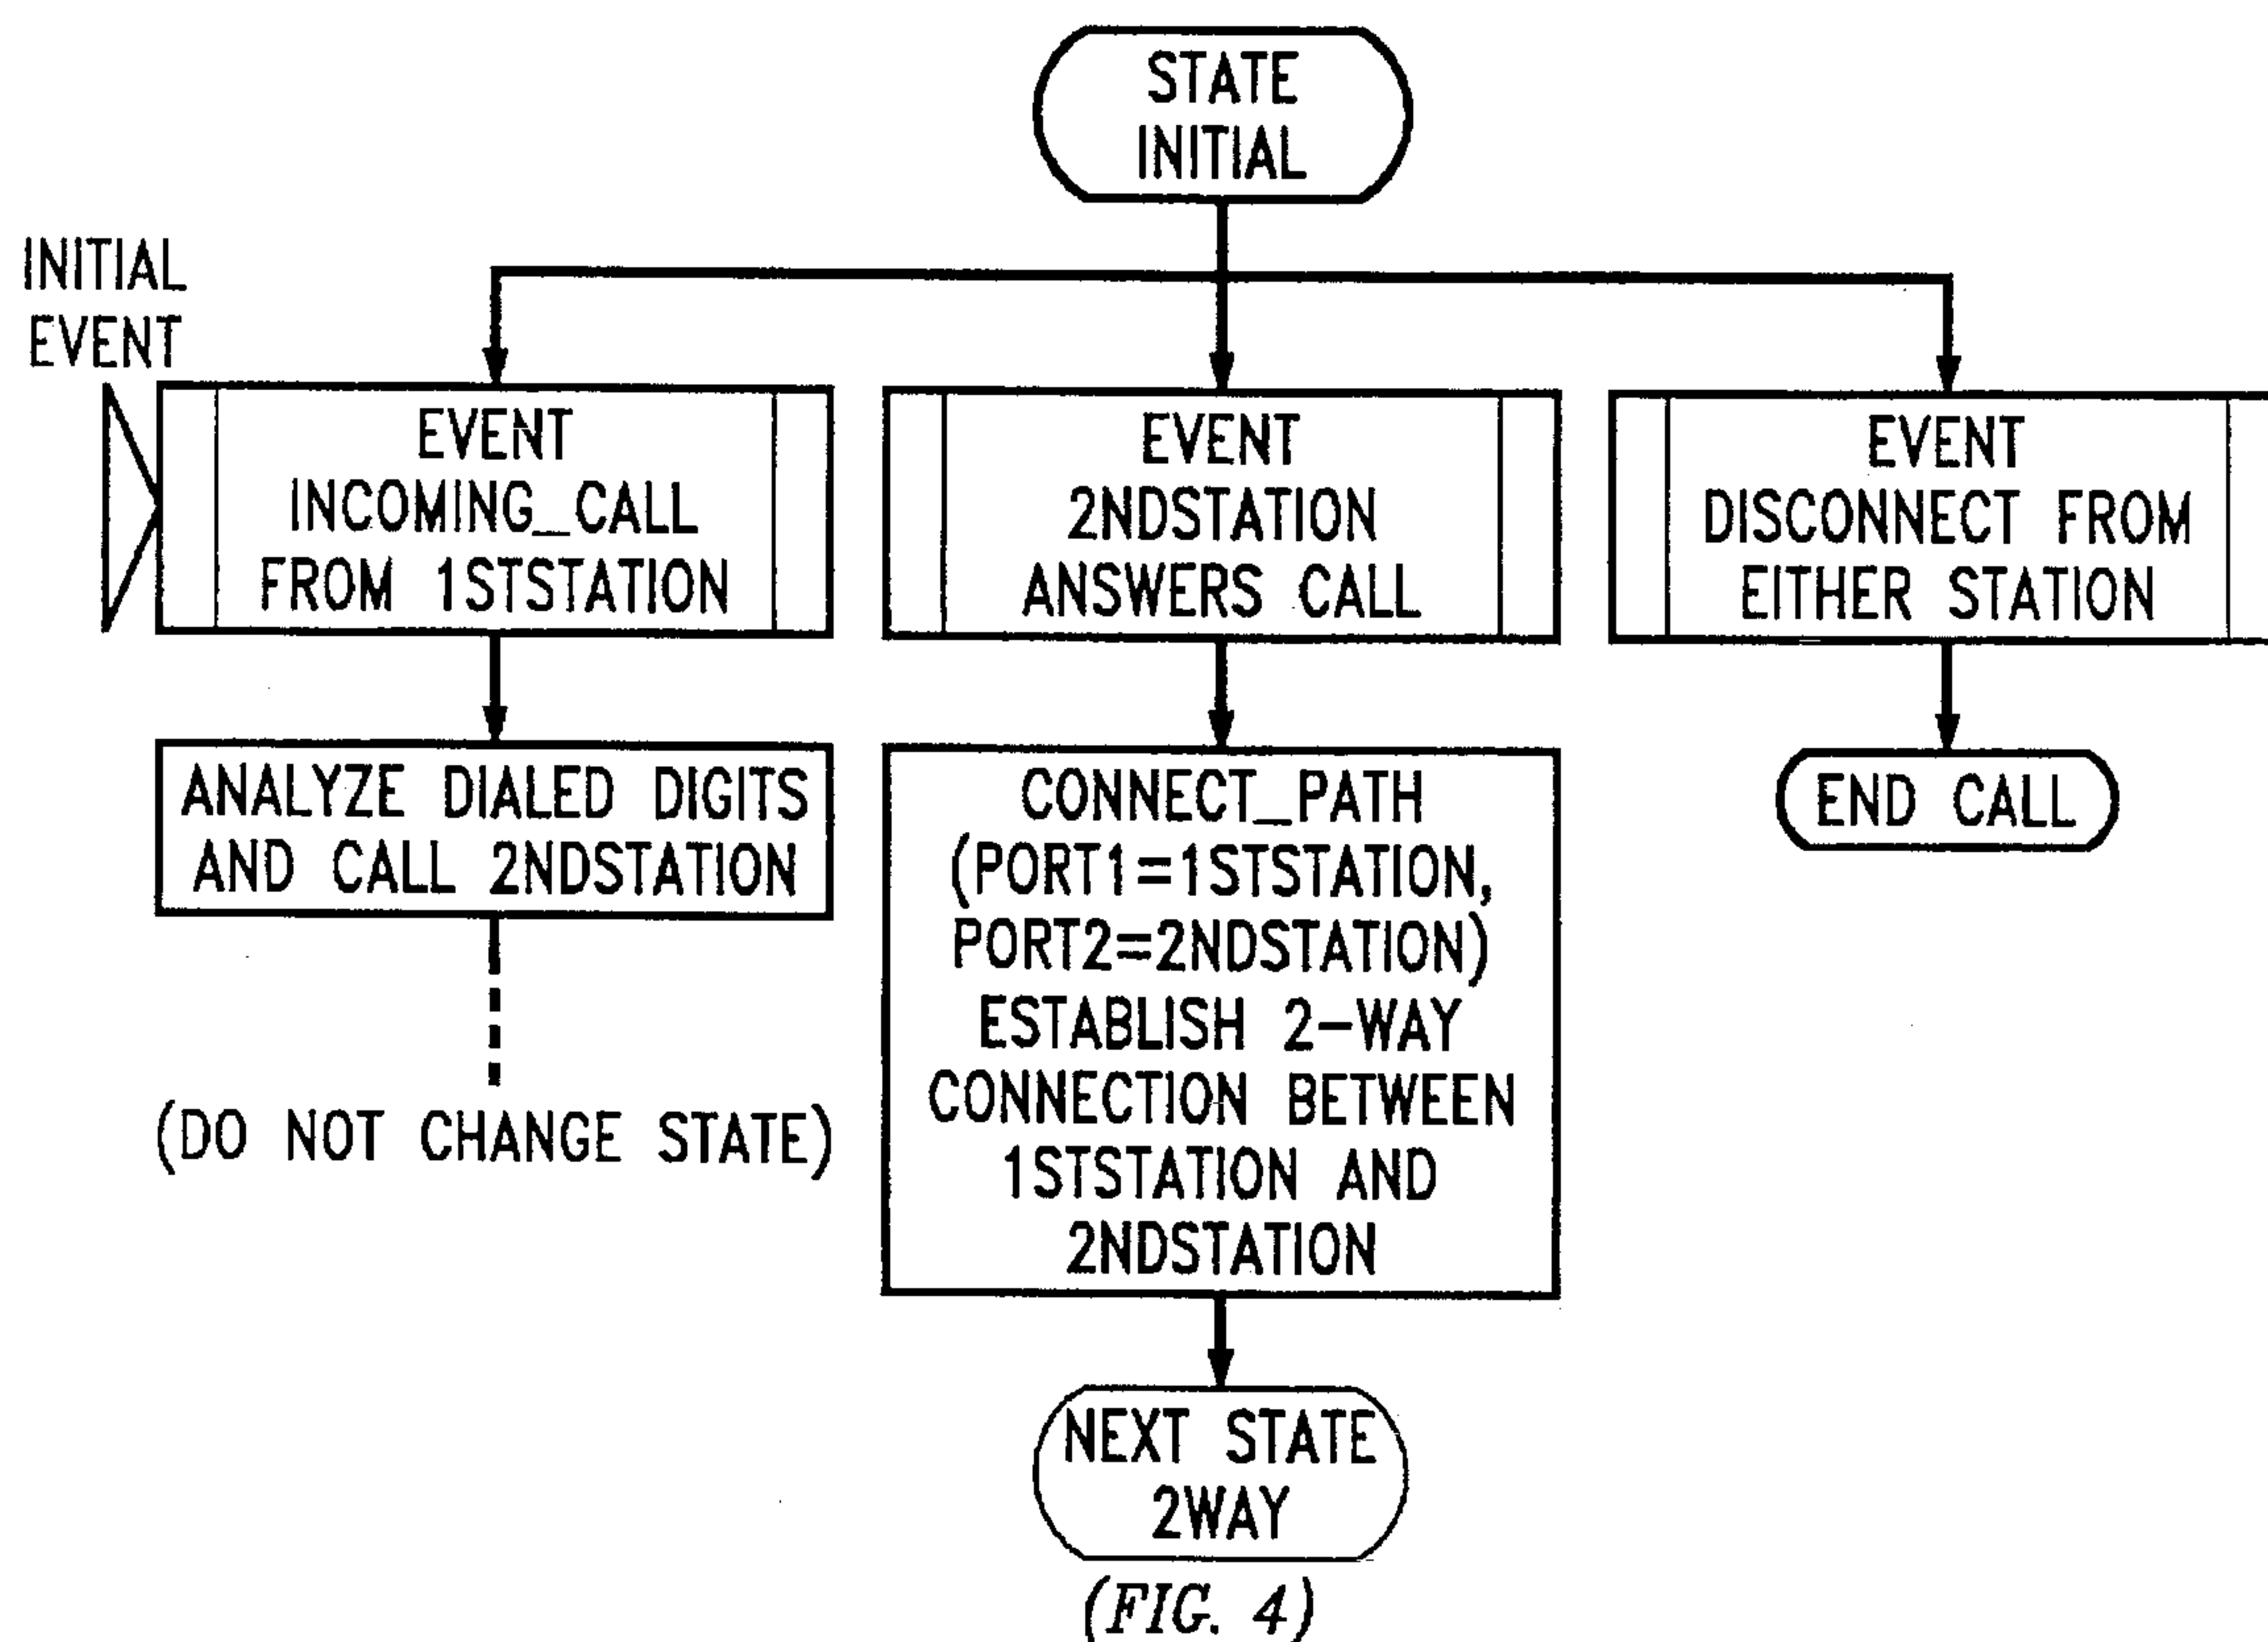 STATE
INITIAL
INITIAL
EVENT
EVENT
INCOMING_CALL
FROM 1STSTATION
EVENT
2NDSTATION
ANSWERS CALL
EVENT
DISCONNECT FROM
EITHER STATION
ANALYZE DIALED DIGITS
AND CALL 2NDSTATION
(DO NOT CHANGE STATE)
CONNECT_PATH
(PORT1=1STSTATION,
PORT2=2NDSTATION)
ESTABLISH 2-WAY
CONNECTION BETWEEN
1STSTATION AND
2NDSTATION
END CALL
NEXT STATE
2WAY
(FIG. 4)